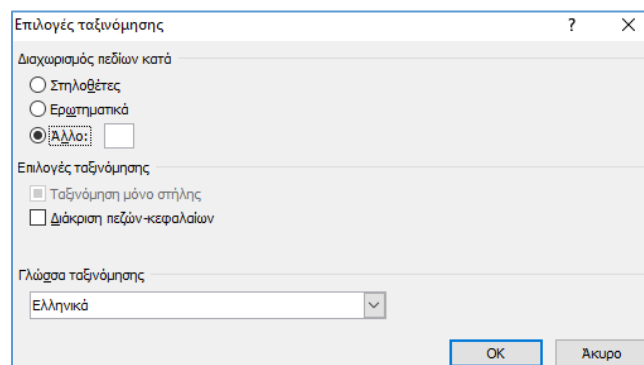 Επιλογές ταξινόμησης ? ✕
Διαχωρισμός πεδίων κατά
Στηλοθέτες
Ερωτηματικά
Άλλο:
Επιλογές ταξινόμησης
Ταξινόμηση μόνο στήλης
Διάκριση πεζών-κεφαλαίων
Γλώσσα ταξινόμησης
Ελληνικά
OK Άκυρο